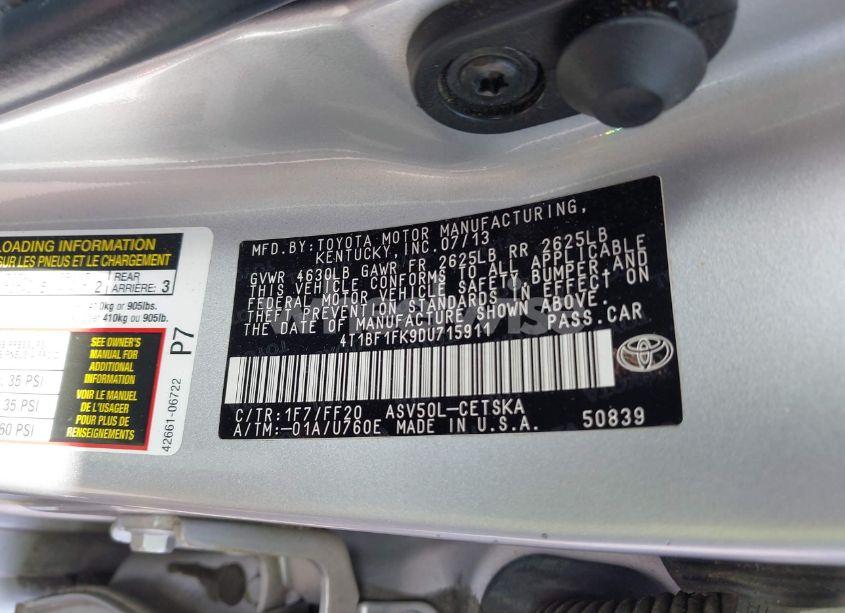 LOADING INFORMATION
SUR LES PNEUS ET LE CHARGEMENT
2
REAR
ARRIÈRE: 3
410kg or 905lbs.
410kg ou 905lb.
35 PSI
35 PSI
60 PSI
SEE OWNER'S
MANUAL FOR
ADDITIONAL
INFORMATION
VOIR LE MANUEL
DE L'USAGER
POUR PLUS DE
RENSEIGNEMENTS
P7
42661-06722
MFD. BY: TOYOTA MOTOR MANUFACTURING,
KENTUCKY, INC. 07/13
GVWR 4630LB GAWR FR 2625LB RR 2625LB
THIS VEHICLE CONFORMS TO ALL APPLICABLE
FEDERAL MOTOR VEHICLE SAFETY, BUMPER, AND
THEFT PREVENTION STANDARDS IN EFFECT ON
THE DATE OF MANUFACTURE SHOWN ABOVE.
4T1BF1FK9DU715911 PASS. CAR
C/TR: 1F7/FF20 ASV50L-CETSKA
A/TM: -01A/U760E MADE IN U.S.A. 50839